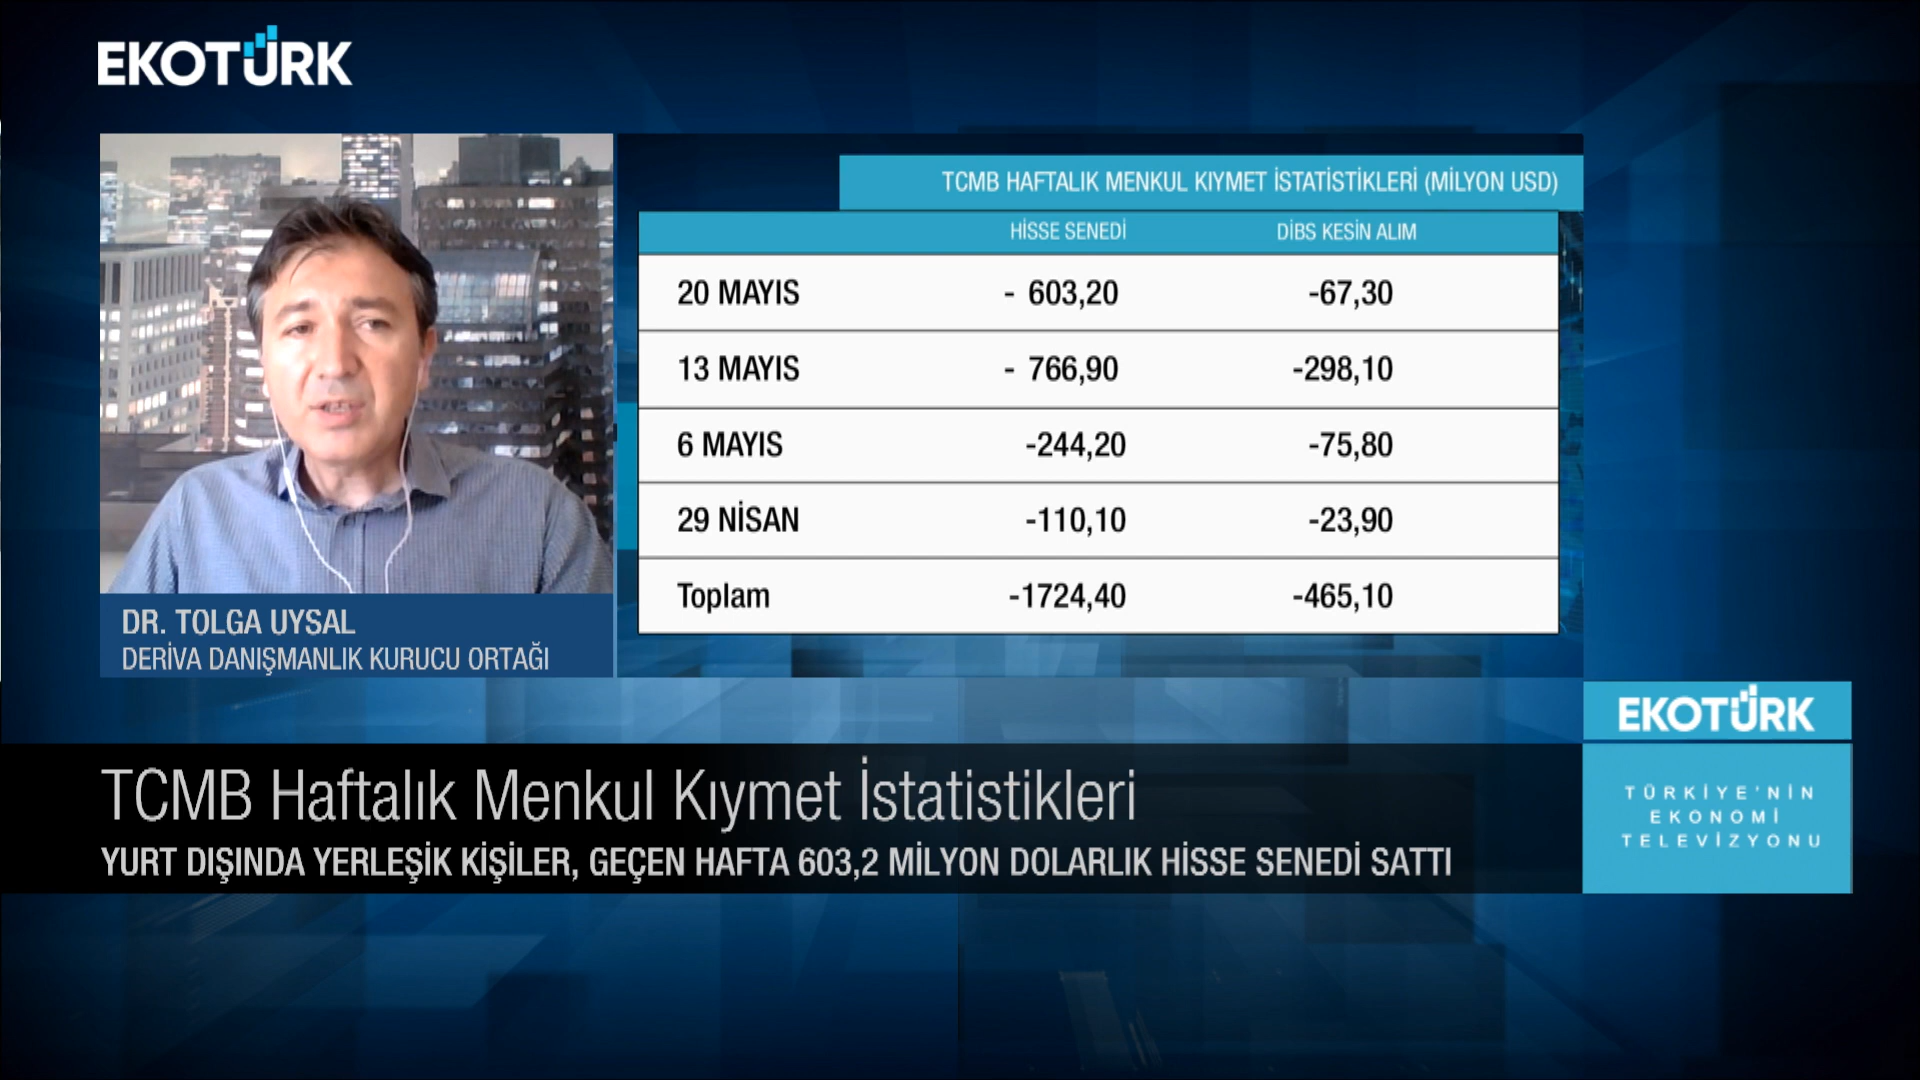 EKOTÜRK
TCMB HAFTALIK MENKUL KIYMET İSTATİSTİKLERİ (MİLYON USD)
HİSSE SENEDİ DİBS KESİN ALIM
20 MAYIS - 603,20 -67,30
13 MAYIS - 766,90 -298,10
6 MAYIS -244,20 -75,80
29 NİSAN -110,10 -23,90
Toplam -1724,40 -465,10
DR. TOLGA UYSAL
DERİVA DANIŞMANLIK KURUCU ORTAĞI
TCMB Haftalık Menkul Kıymet İstatistikleri
YURT DIŞINDA YERLEŞİK KİŞİLER, GEÇEN HAFTA 603,2 MİLYON DOLARLIK HİSSE SENEDİ SATTI
EKOTÜRK
TÜRKİYE'NİN
EKONOMİ
TELEVİZYONU